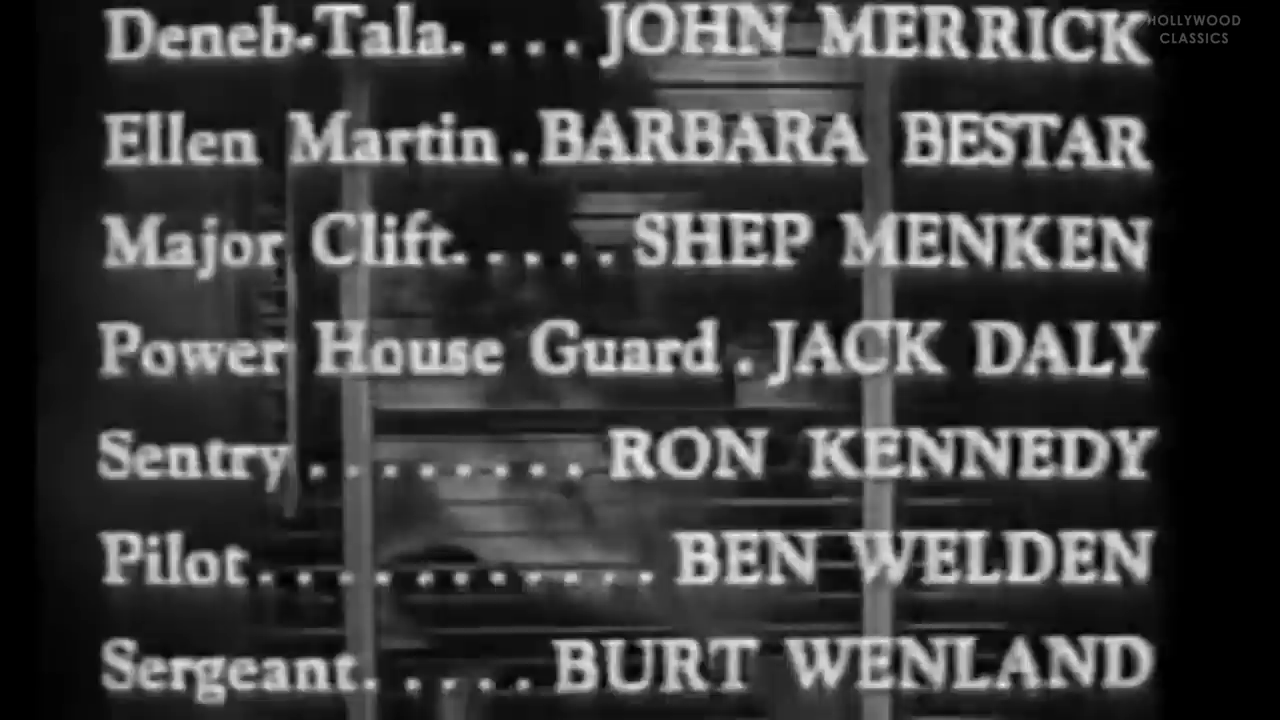 HOLLYWOOD
CLASSICS
Deneb-Tala. . . . JOHN MERRICK
Ellen Martin . BARBARA BESTAR
Major Clift. . . . . SHEP MENKEN
Power House Guard . JACK DALY
Sentry . . . . . . . . RON KENNEDY
Pilot . . . . . . . . . . . BEN WELDEN
Sergeant. . . . . BURT WENLAND